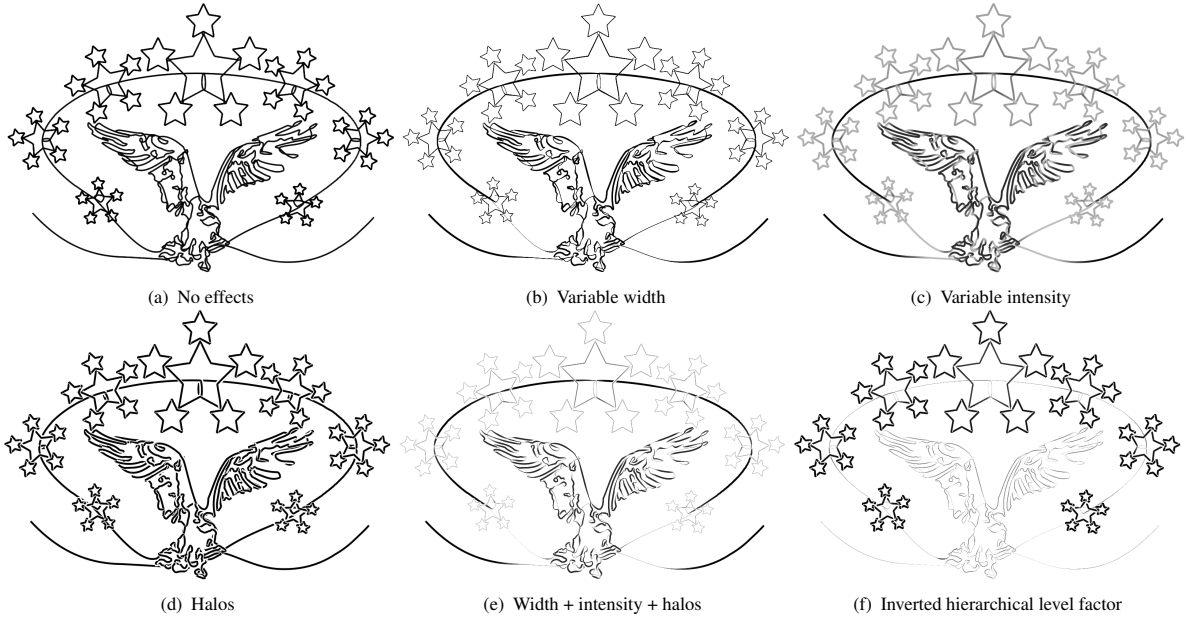 (a) No effects
(b) Variable width
(c) Variable intensity
(d) Halos
(e) Width + intensity + halos
(f) Inverted hierarchical level factor